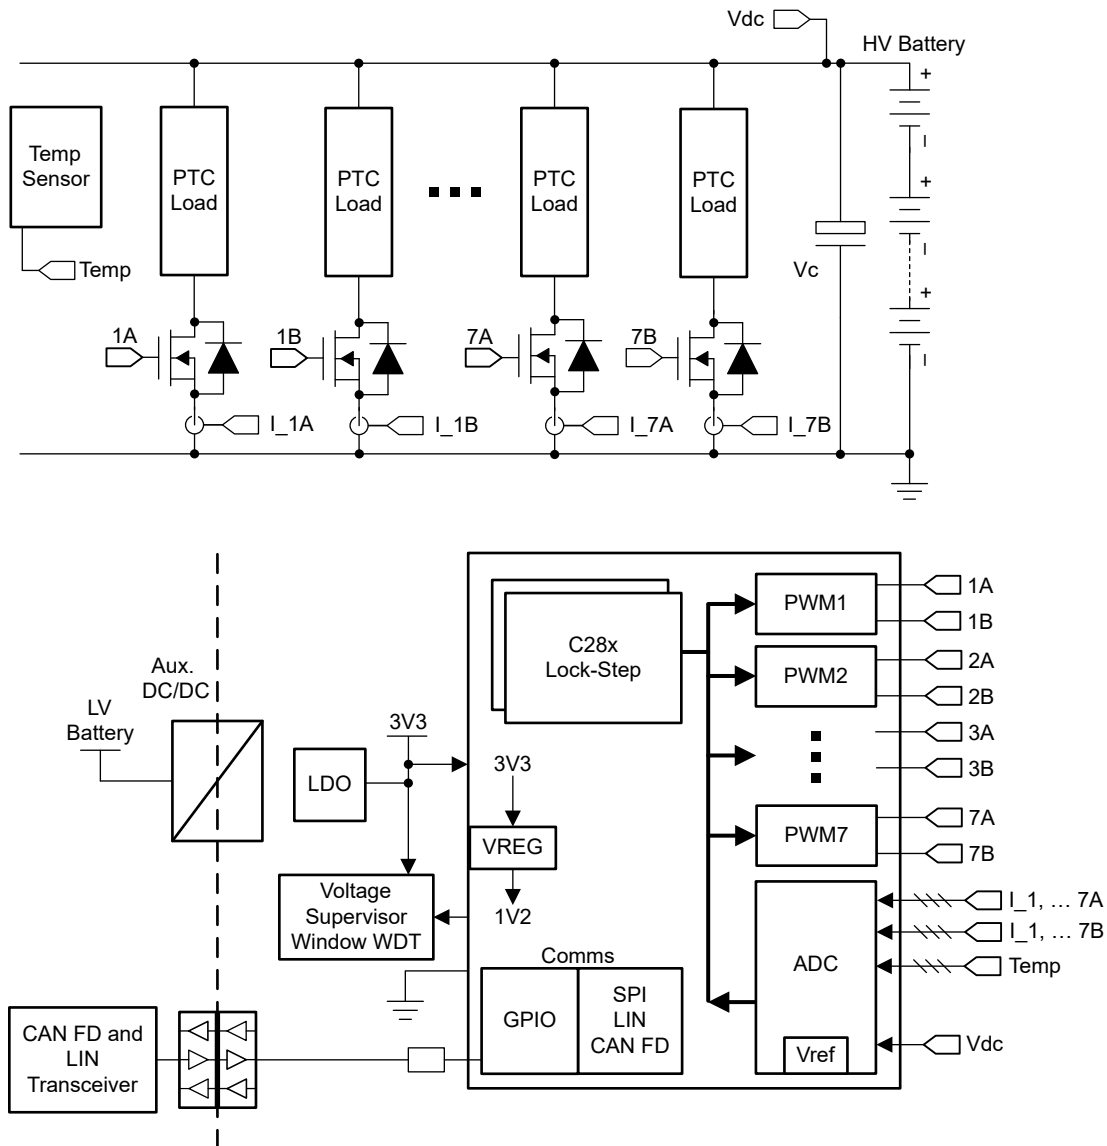 Vdc
HV Battery
+
Temp
Sensor
PTC
Load
PTC
Load
PTC
Load
PTC
Load
+
Vc
Temp
+
1A
1B
7A
7B
I_1A
I_1B
I_7A
I_7B
C28x
Lock-Step
PWM1
1A
1B
PWM2
2A
2B
3A
3B
PWM7
7A
7B
Aux.
DC/DC
LV
Battery
3V3
LDO
3V3
VREG
1V2
Voltage
Supervisor
Window WDT
Comms
GPIO
SPI
LIN
CAN FD
ADC
Vref
I_1, ... 7A
I_1, ... 7B
Temp
Vdc
CAN FD and
LIN
Transceiver